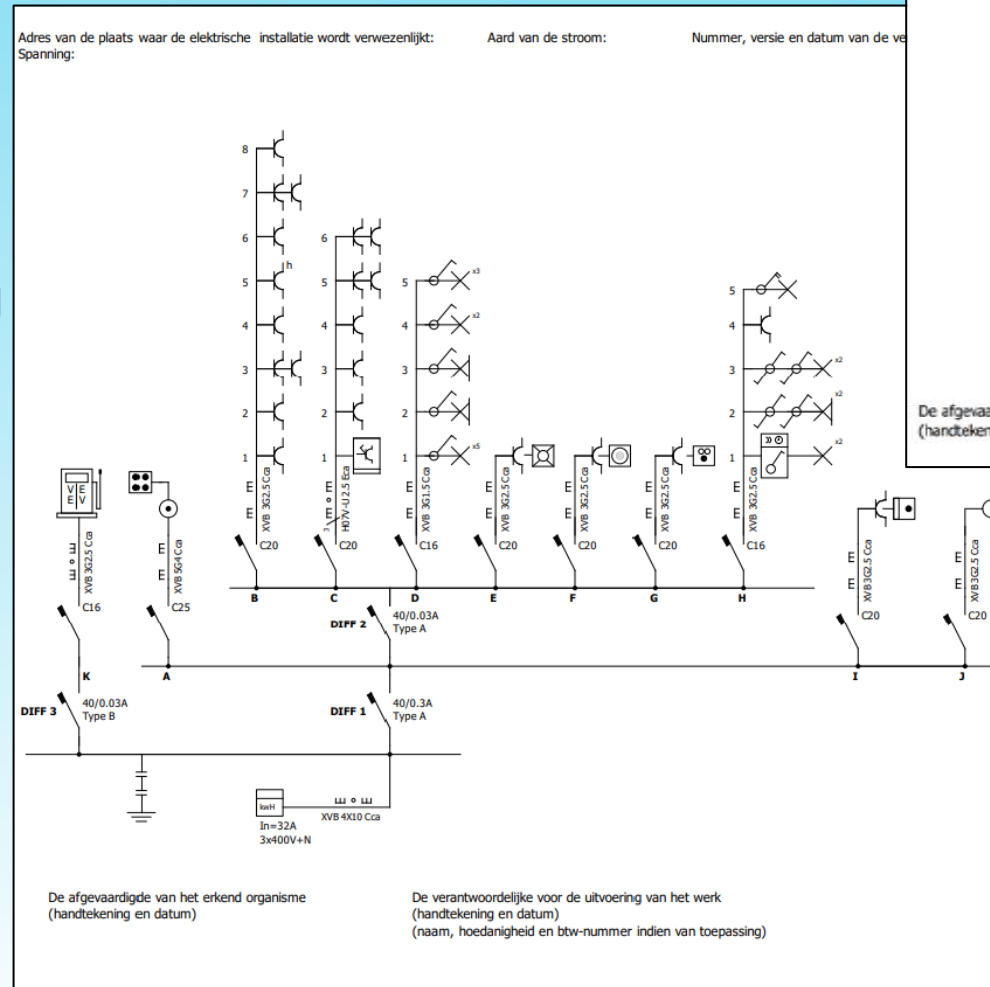 Adres van de plaats waar de elektrische installatie wordt verwezenlijkt:
Aard van de stroom:
Nummer, versie en datum van de ve
Spanning:
8
7
6
6
h
5
5
5
5
x3
4
4
4
4
x2
3
3
3
3
x2
2
2
2
2
x2
1
1
1
1
x5
x2
De afgevaa
(handteken
VE
EV
E
E
XVB 3G2.5 Cca
C20
E o E
3
H07V-U 2.5 Eca
C20
E
E
XVB 3G1.5 Cca
C16
E
E
XVB 3G2.5 Cca
C20
E
E
XVB 3G2.5 Cca
C20
E
E
XVB 3G2.5 Cca
C20
E
E
XVB 3G2.5 Cca
C16
E o E
XVB 3G2.5 Cca
C16
E
E
XVB 5G4 Cca
C25
E
E
XVB3G2.5 Cca
C20
E
E
XVB3G2.5 Cca
C20
B
C
D
E
F
G
H
DIFF 2
40/0.03A
Type A
K
A
I
J
DIFF 3
40/0.03A
Type B
DIFF 1
40/0.3A
Type A
kwH
E o E
XVB 4X10 Cca
In=32A
3x400V+N
De afgevaardigde van het erkend organisme
(handtekening en datum)
De verantwoordelijke voor de uitvoering van het werk
(handtekening en datum)
(naam, hoedanigheid en btw-nummer indien van toepassing)